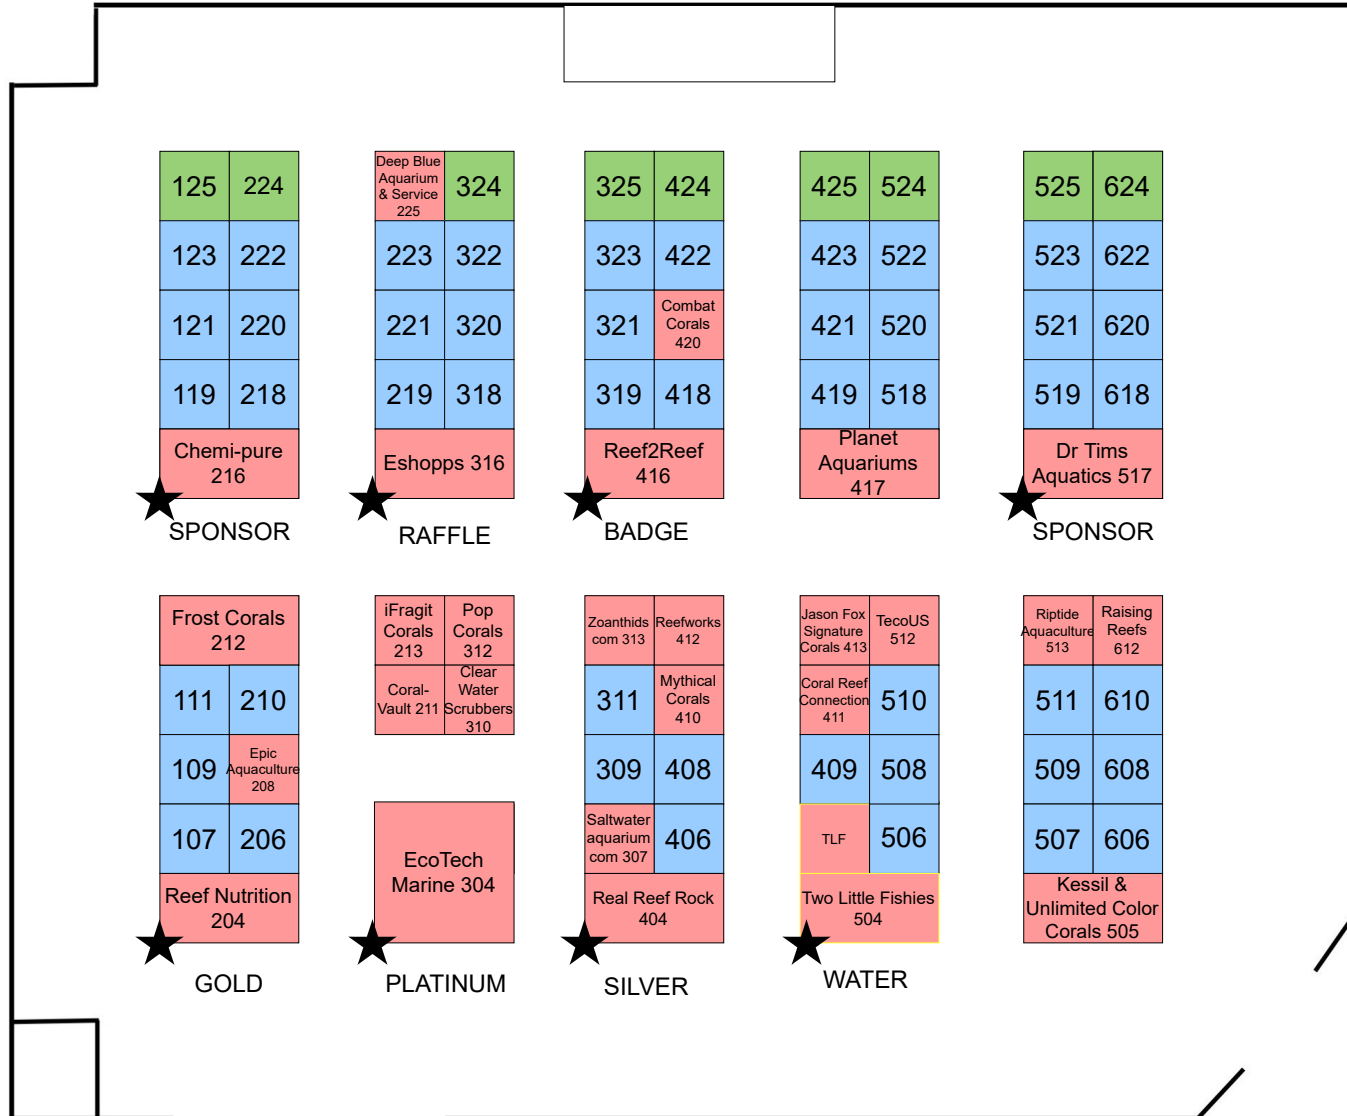 125 224
123 222
121 220
119 218
Chemi-pure
216
SPONSOR
Deep Blue
Aquarium
& Service
225
324
223 322
221 320
219 318
Eshopps 316
RAFFLE
325 424
323 422
321
Combat
Corals
420
319 418
Reef2Reef
416
BADGE
425 524
423 522
421 520
419 518
Planet
Aquariums
417
525 624
523 622
521 620
519 618
Dr Tims
Aquatics 517
SPONSOR
Frost Corals
212
111 210
109
Epic
Aquaculture
208
107 206
Reef Nutrition
204
GOLD
iFragit
Corals
213
Pop
Corals
312
Coral-
Vault 211
Clear
Water
Scrubbers
310
EcoTech
Marine 304
PLATINUM
Zoanthids
com 313
Reefworks
412
311
Mythical
Corals
410
309 408
Saltwater
aquarium
com 307
406
Real Reef Rock
404
SILVER
Jason Fox
Signature
Corals 413
TecoUS
512
Coral Reef
Connection
411
510
409 508
TLF
506
Two Little Fishies
504
WATER
Riptide
Aquaculture
513
Raising
Reefs
612
511 610
509 608
507 606
Kessil &
Unlimited Color
Corals 505